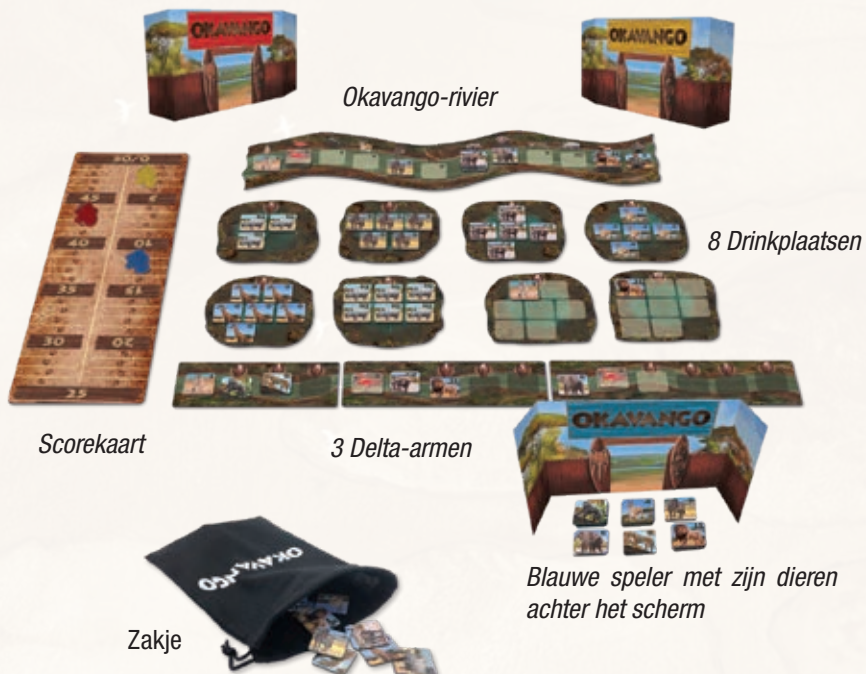 OKAVANGO
OKAVANGO
Okavango-rivier
50/0
45 5
40 10
35 15
30 20
25
8 Drinkplaatsen
Scorekaart
3 Delta-armen
OKAVANGO
OKAVANGO
Blauwe speler met zijn dieren
achter het scherm
Zakje